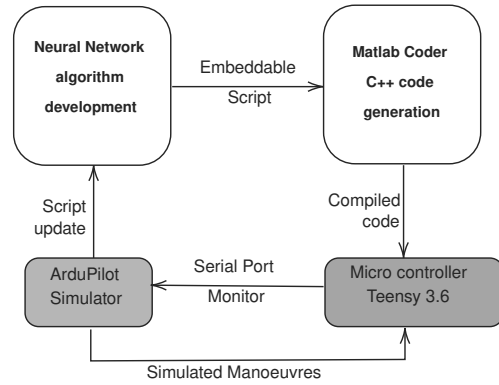 Neural Network
algorithm
development
Embeddable
Script
Matlab Coder
C++ code
generation
Script
update
Compiled
code
ArduPilot
Simulator
Serial Port
Monitor
Micro controller
Teensy 3.6
Simulated Manoeuvres